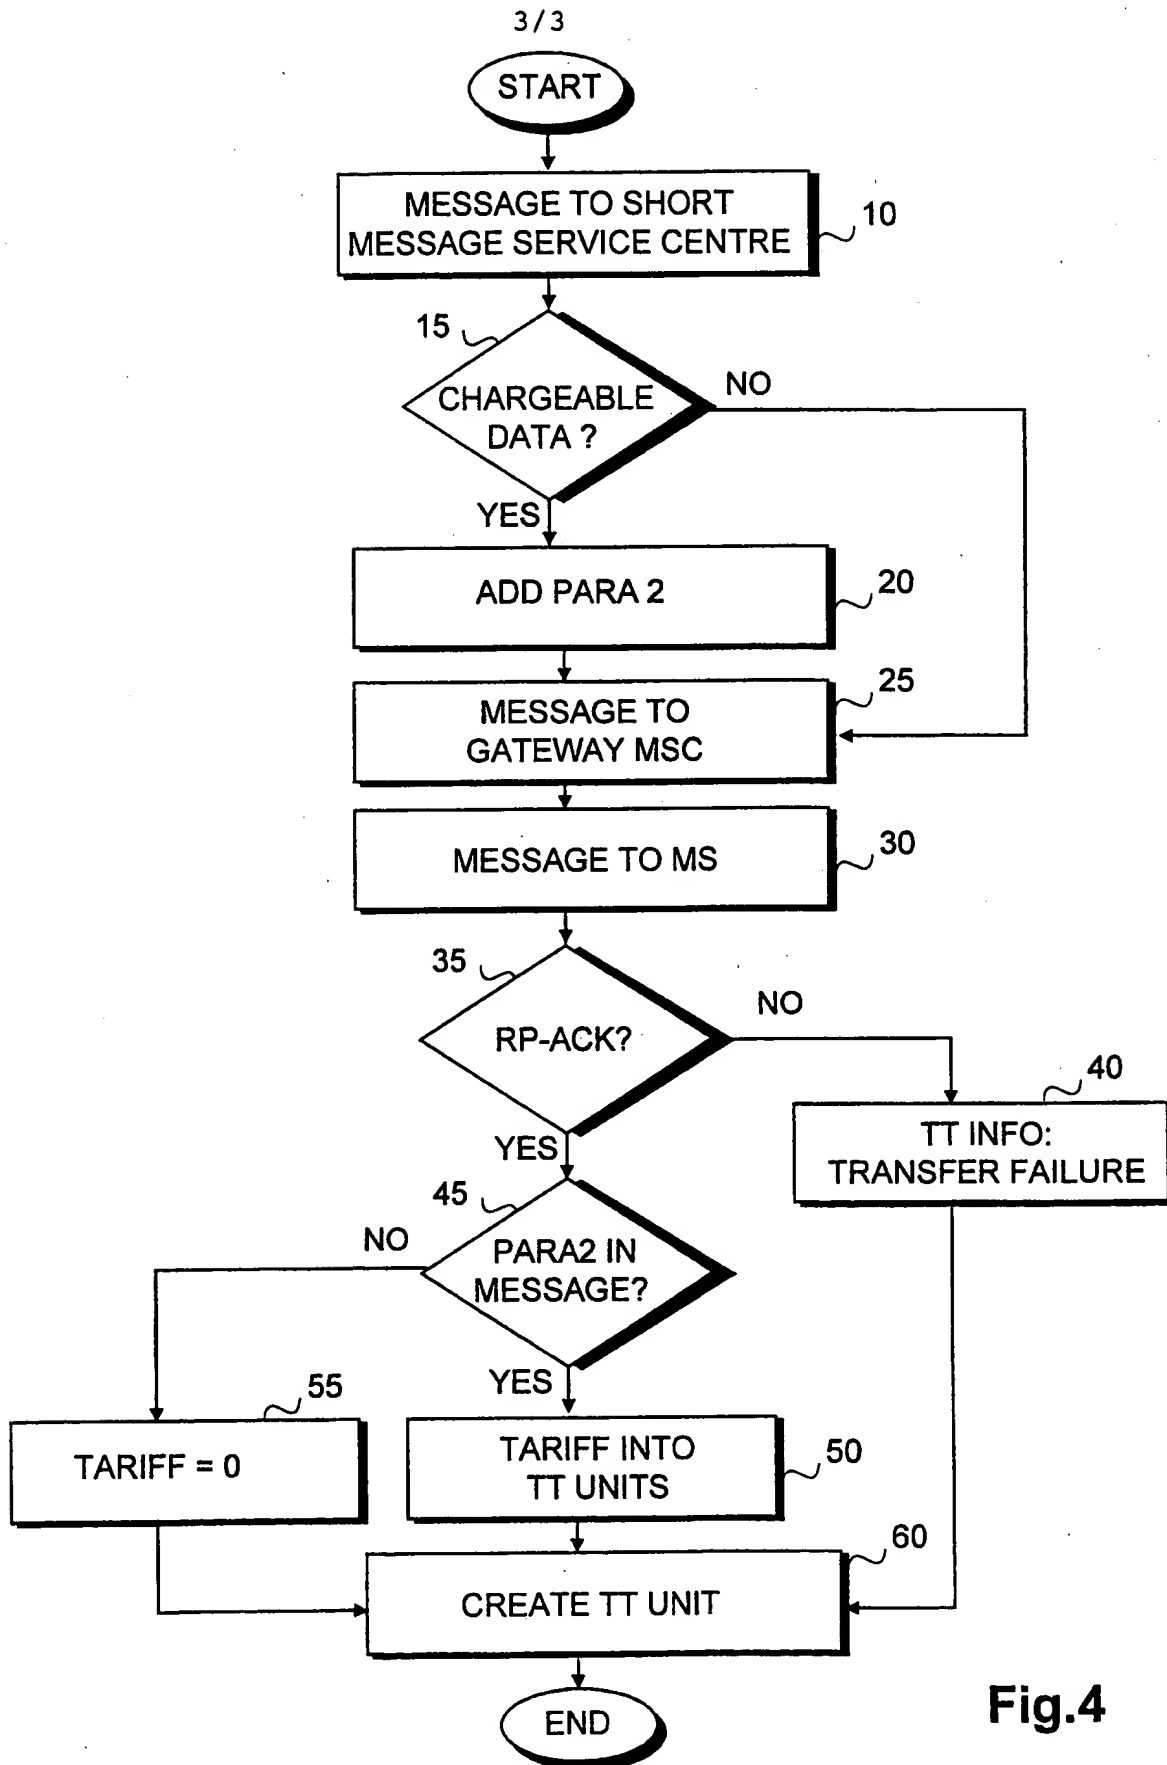 3/3
START
MESSAGE TO SHORT
MESSAGE SERVICE CENTRE
10
15
CHARGEABLE
DATA ?
NO
YES
ADD PARA 2
20
MESSAGE TO
GATEWAY MSC
25
MESSAGE TO MS
30
35
RP-ACK?
NO
YES
40
TT INFO:
TRANSFER FAILURE
45
PARA2 IN
MESSAGE?
NO
YES
55
TARIFF = 0
TARIFF INTO
TT UNITS
50
60
CREATE TT UNIT
END
Fig.4